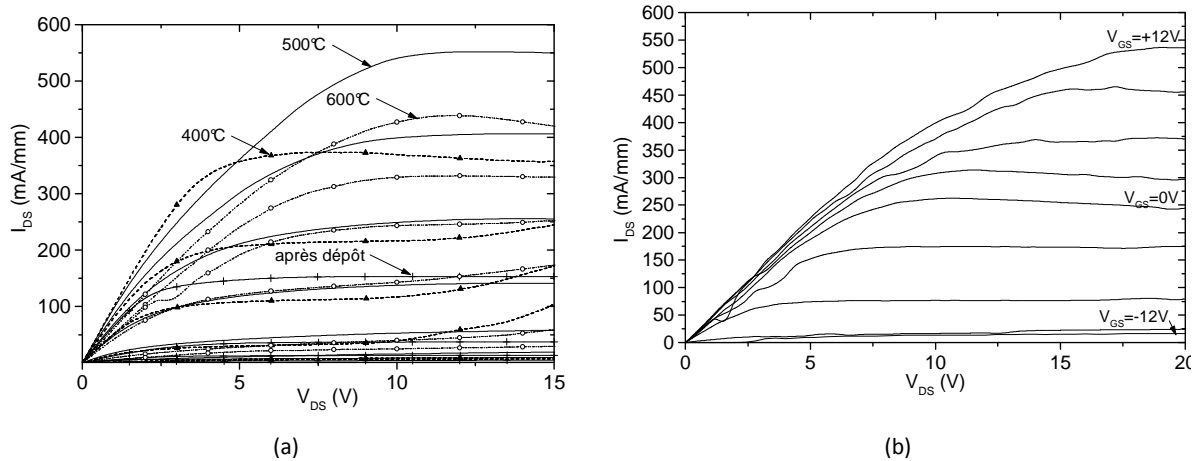 600
500
400
300
200
100
0
5
10
15
I_DS (mA/mm)
V_DS (V)
500°C
600°C
400°C
après dépôt
(a)
600
550
500
450
400
350
300
250
200
150
100
50
0
0
5
10
15
20
I_DS (mA/mm)
V_DS (V)
V_GS=+12V
V_GS=0V
V_GS=-12V
(b)